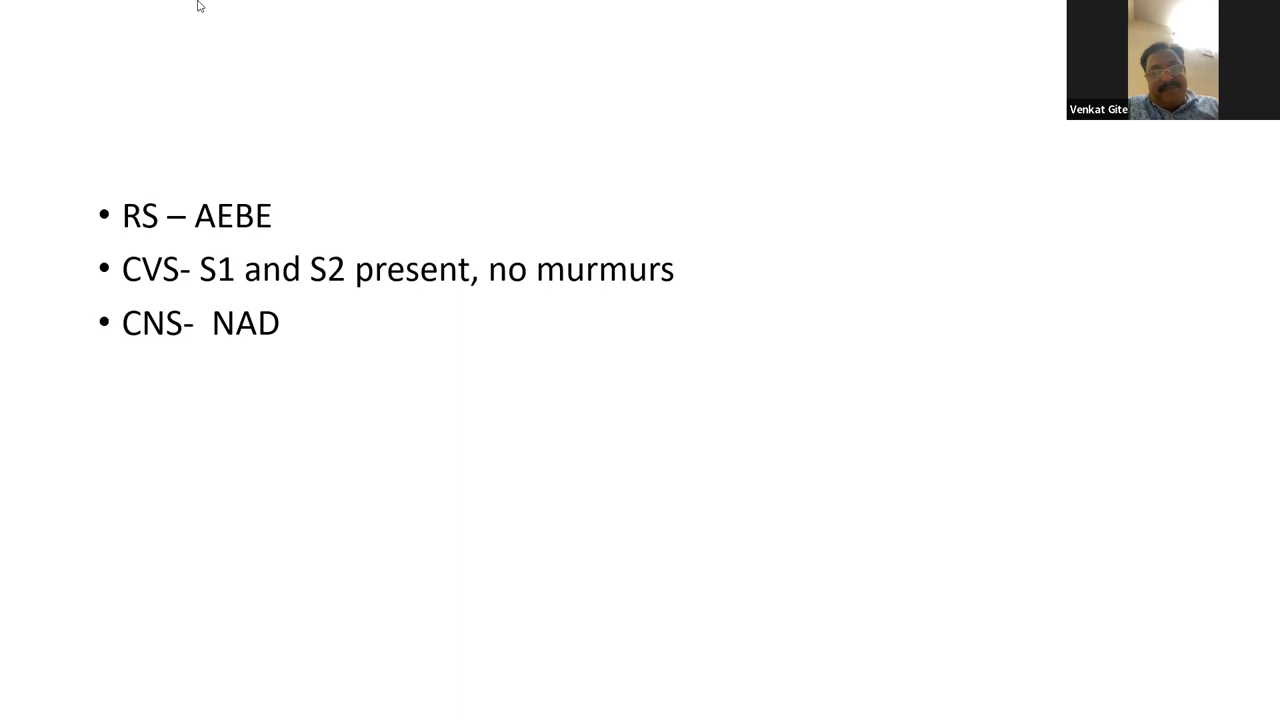 Venkat Gite
• RS – AEBE
• CVS- S1 and S2 present, no murmurs
• CNS-  NAD